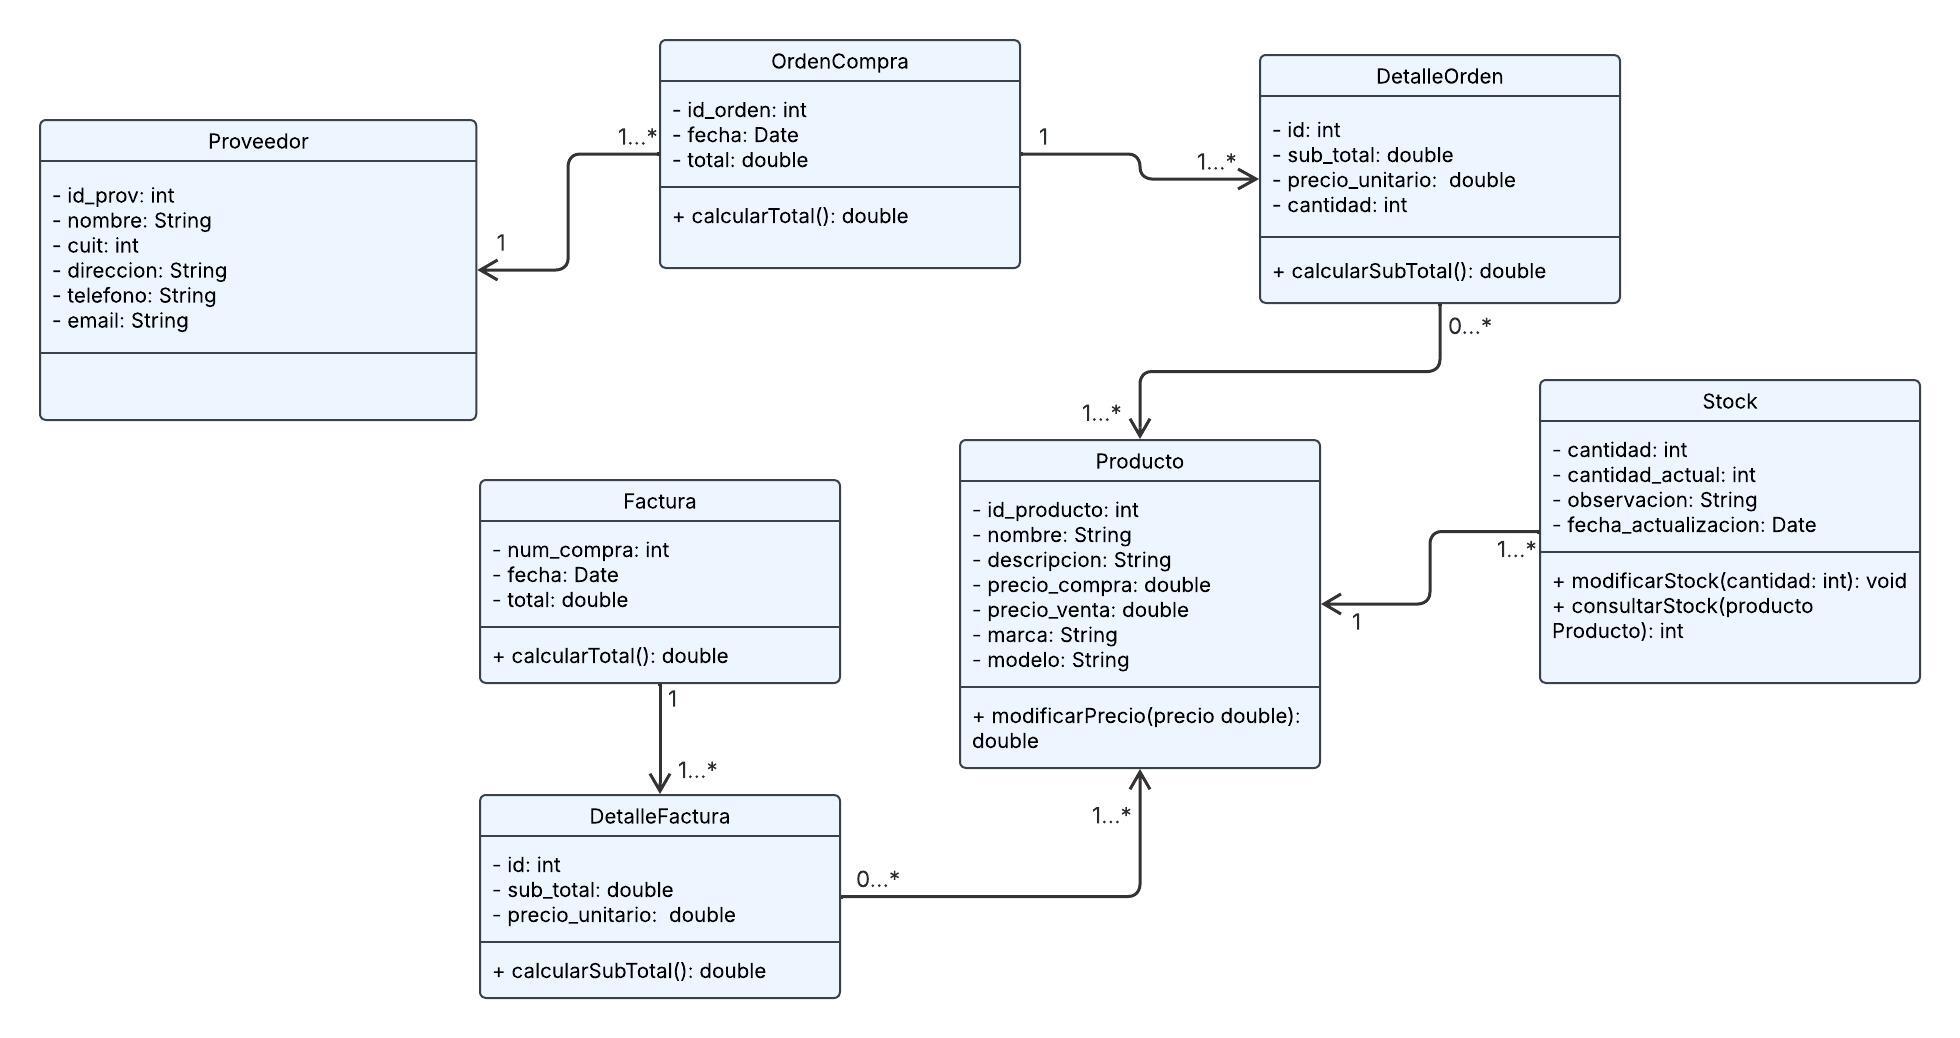 OrdenCompra
- id_orden: int
- fecha: Date
- total: double
+ calcularTotal(): double
DetalleOrden
- id: int
- sub_total: double
- precio_unitario:  double
- cantidad: int
+ calcularSubTotal(): double
Proveedor
- id_prov: int
- nombre: String
- cuit: int
- direccion: String
- telefono: String
- email: String
1...*
1
1
1...*
0...*
1...*
Stock
- cantidad: int
- cantidad_actual: int
- observacion: String
- fecha_actualizacion: Date
+ modificarStock(cantidad: int): void
+ consultarStock(producto
Producto): int
Producto
- id_producto: int
- nombre: String
- descripcion: String
- precio_compra: double
- precio_venta: double
- marca: String
- modelo: String
+ modificarPrecio(precio double):
double
1...*
1
Factura
- num_compra: int
- fecha: Date
- total: double
+ calcularTotal(): double
1
1...*
1...*
0...*
DetalleFactura
- id: int
- sub_total: double
- precio_unitario:  double
+ calcularSubTotal(): double